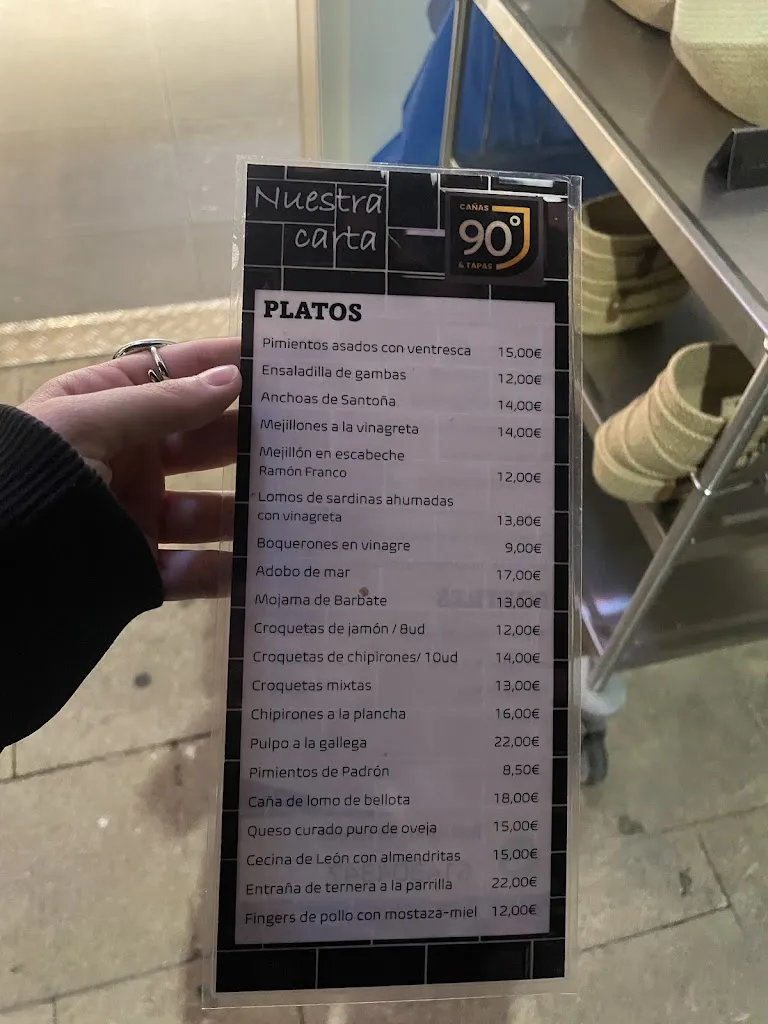 Nuestra
carta
CAÑAS
90°
& TAPAS
PLATOS
Pimientos asados con ventresca 15,00€
Ensaladilla de gambas 12,00€
Anchoas de Santoña 14,00€
Mejillones a la vinagreta 14,00€
Mejillón en escabeche
Ramón Franco 12,00€
Lomos de sardinas ahumadas
con vinagreta 13,80€
Boquerones en vinagre 9,00€
Adobo de mar 17,00€
Mojama de Barbate 13,00€
Croquetas de jamón / 8ud 12,00€
Croquetas de chipirones/ 10ud 14,00€
Croquetas mixtas 13,00€
Chipirones a la plancha 16,00€
Pulpo a la gallega 22,00€
Pimientos de Padrón 8,50€
Caña de lomo de bellota 18,00€
Queso curado puro de oveja 15,00€
Cecina de León con almendritas 15,00€
Entraña de ternera a la parrilla 22,00€
Fingers de pollo con mostaza-miel 12,00€